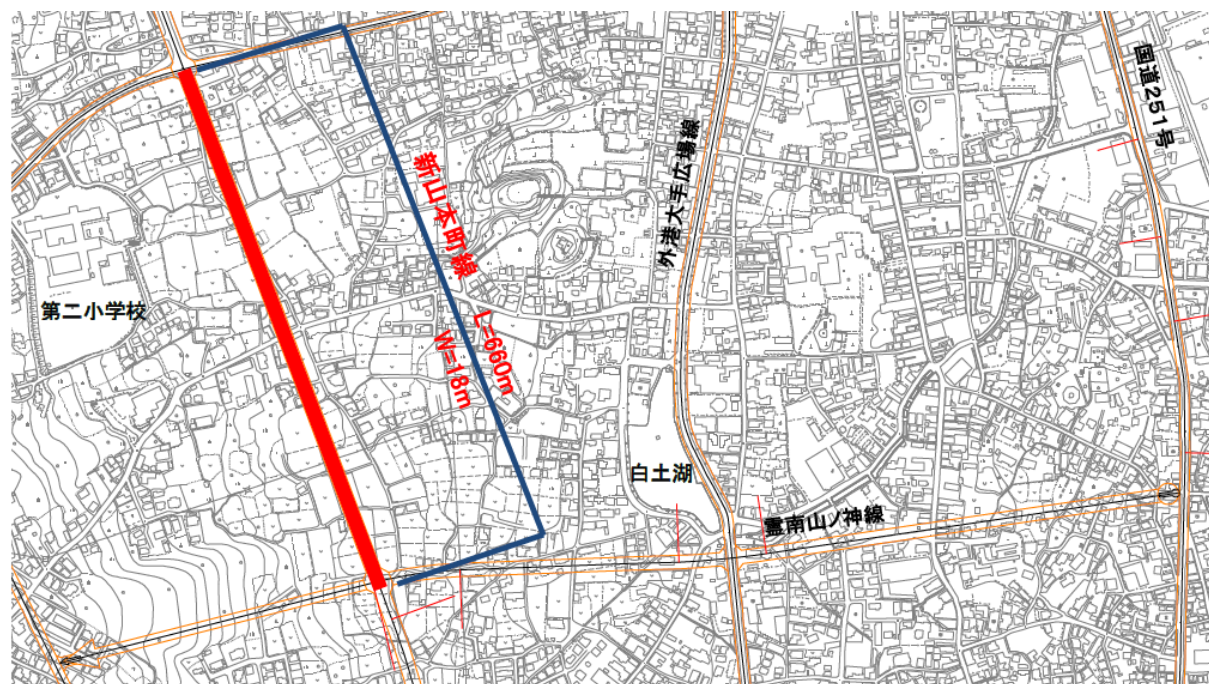 国道251号
外港大手広場線
新山本町線
L=660m
W=18m
第二小学校
白土湖
霊南山ノ神線